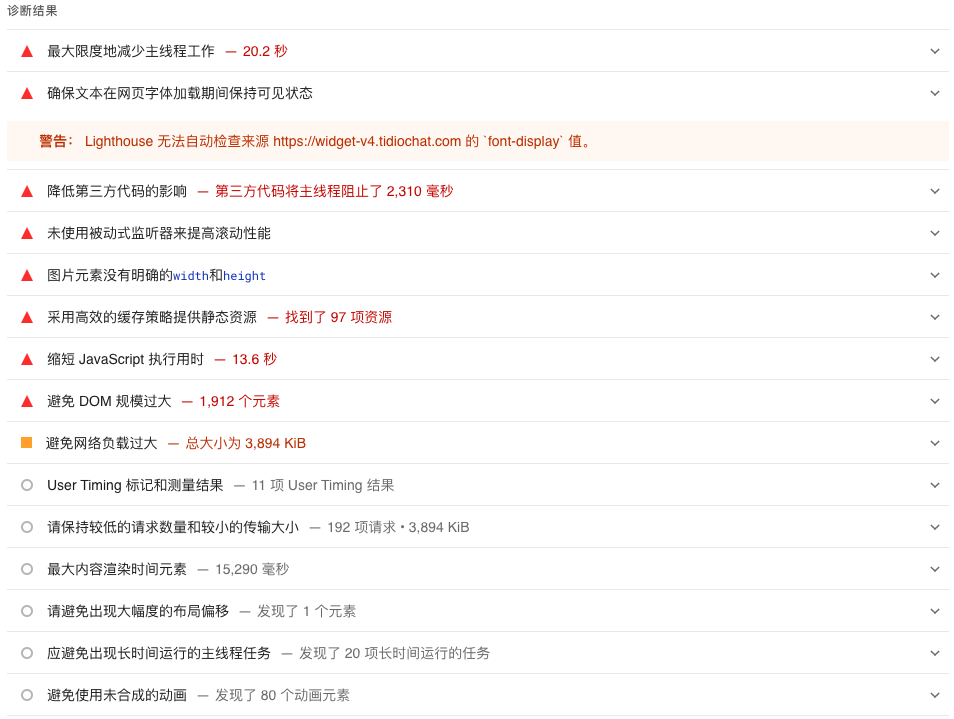 诊断结果
最大限度地减少主线程工作 — 20.2 秒
确保文本在网页字体加载期间保持可见状态
警告： Lighthouse 无法自动检查来源 https://widget-v4.tidiochat.com 的 `font-display` 值。
降低第三方代码的影响 — 第三方代码将主线程阻止了 2,310 毫秒
未使用被动式监听器来提高滚动性能
图片元素没有明确的width和height
采用高效的缓存策略提供静态资源 — 找到了 97 项资源
缩短 JavaScript 执行用时 — 13.6 秒
避免 DOM 规模过大 — 1,912 个元素
避免网络负载过大 — 总大小为 3,894 KiB
User Timing 标记和测量结果 — 11 项 User Timing 结果
请保持较低的请求数量和较小的传输大小 — 192 项请求 • 3,894 KiB
最大内容渲染时间元素 — 15,290 毫秒
请避免出现大幅度的布局偏移 — 发现了 1 个元素
应避免出现长时间运行的主线程任务 — 发现了 20 项长时间运行的任务
避免使用未合成的动画 — 发现了 80 个动画元素